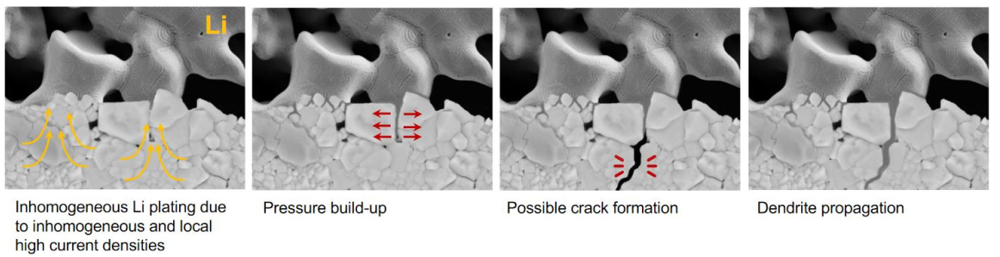 Li
Inhomogeneous Li plating due
to inhomogeneous and local
high current densities
Pressure build-up
Possible crack formation
Dendrite propagation